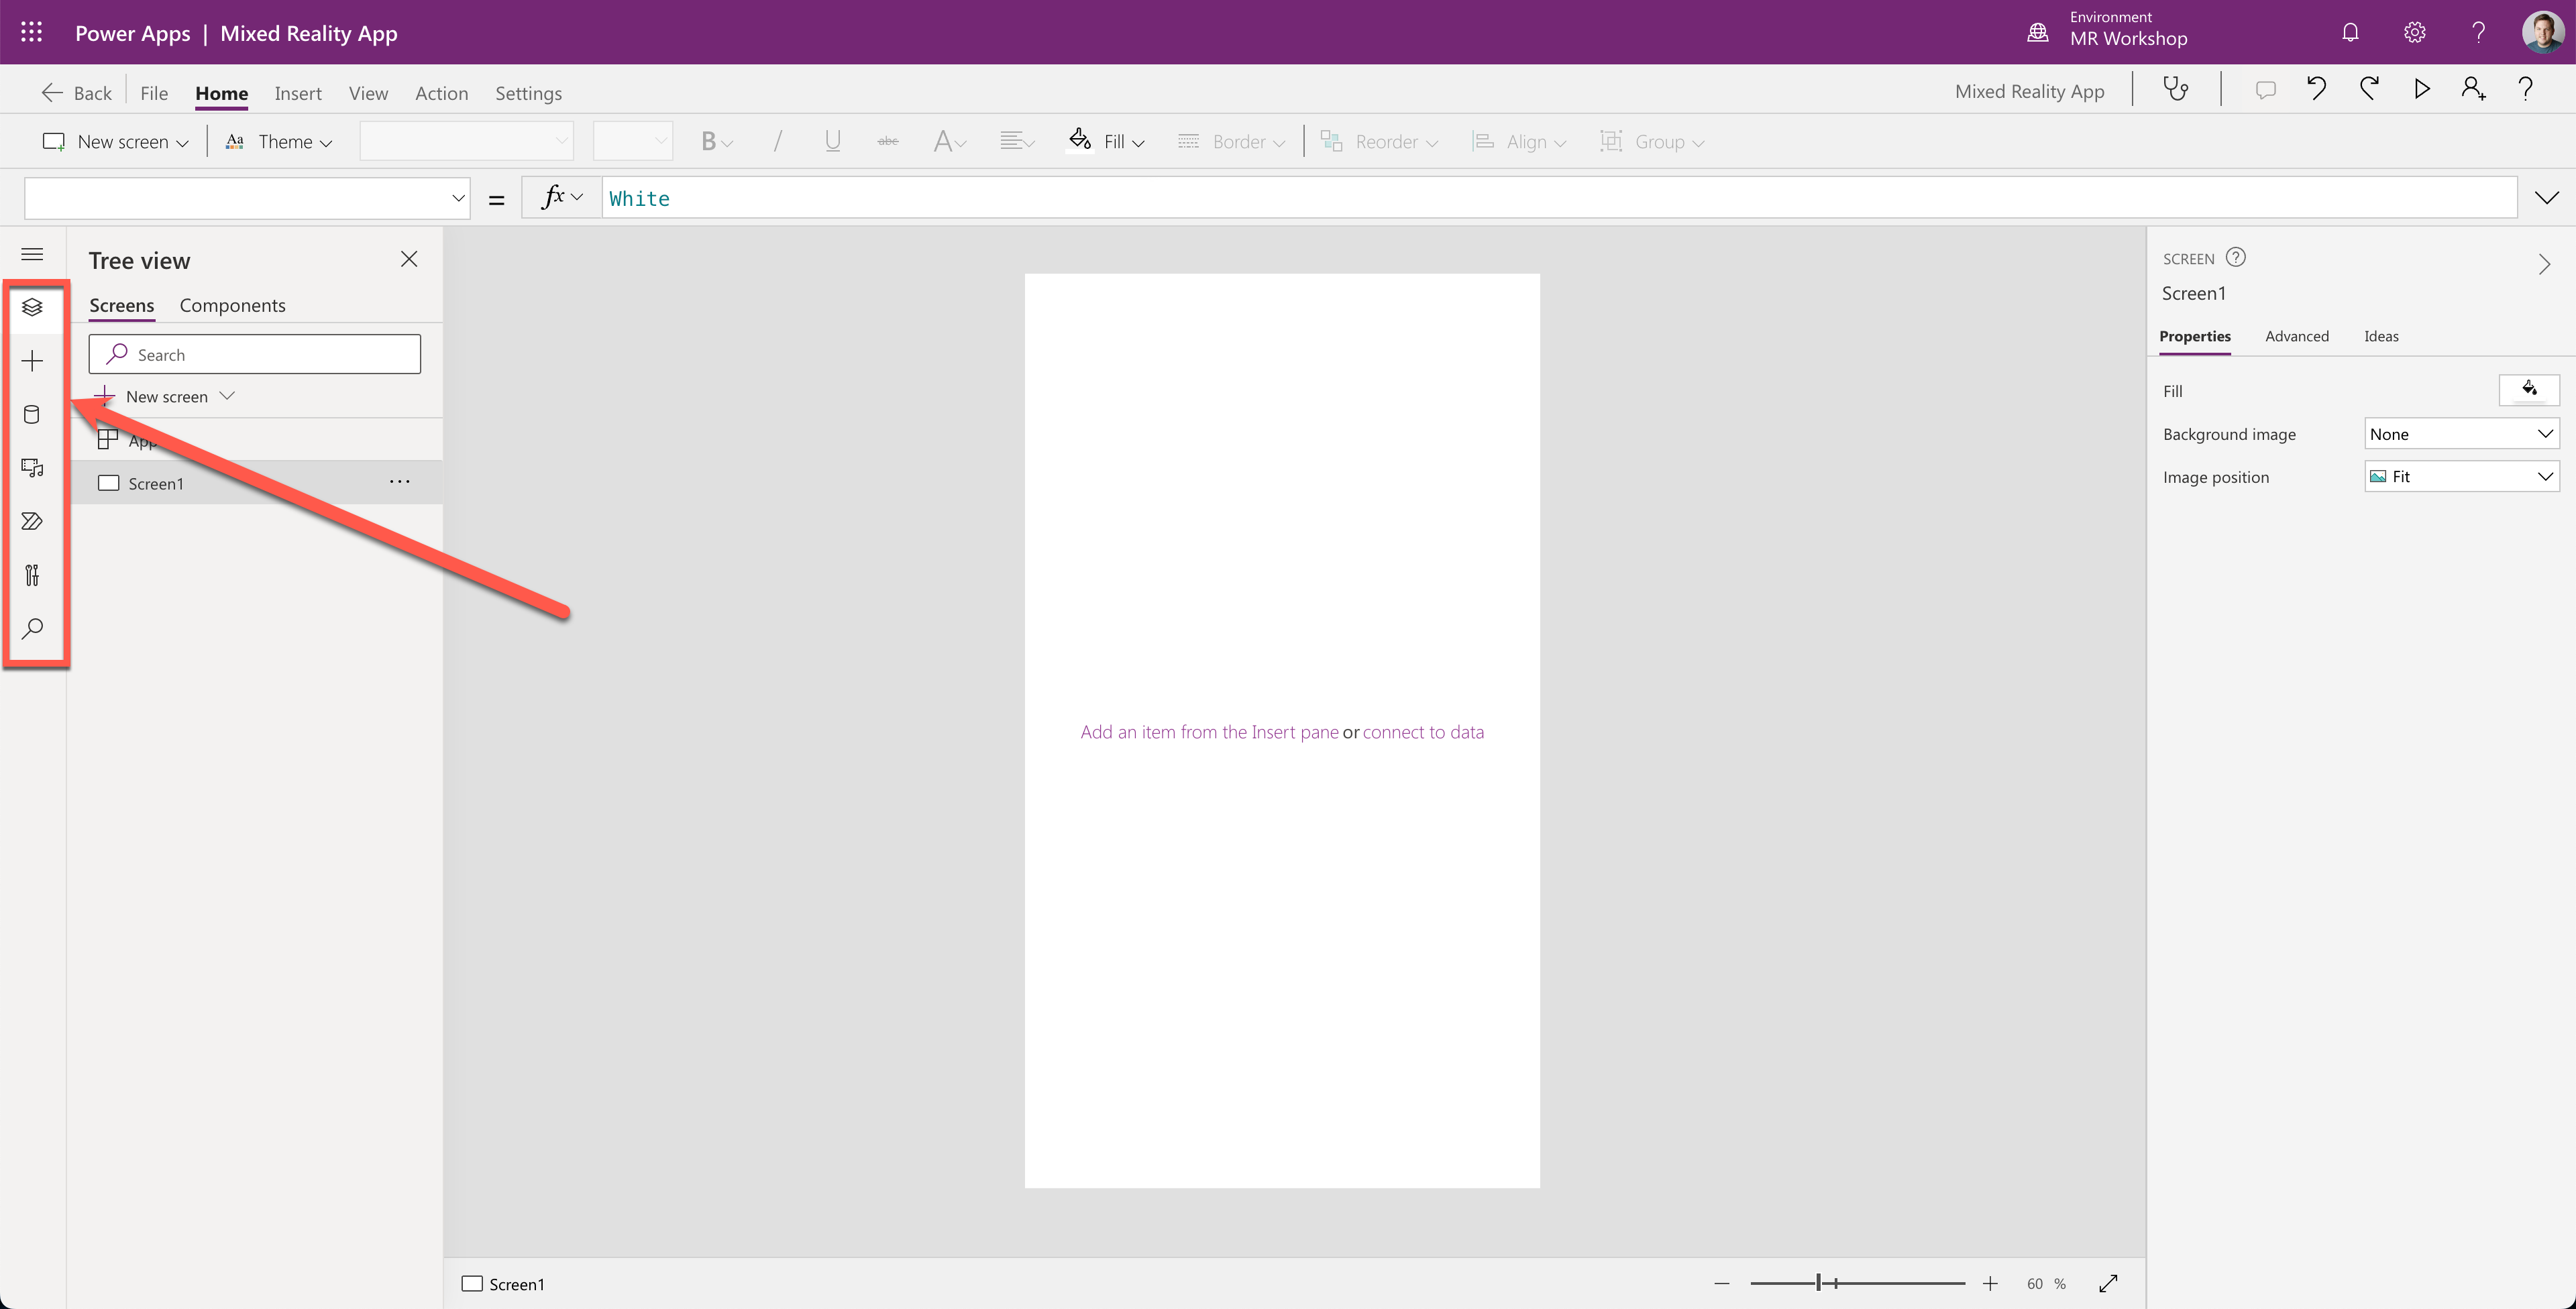 Power Apps | Mixed Reality App
Environment
MR Workshop
Back File Home Insert View Action Settings
Mixed Reality App
New screen Aa Theme B / U abc A Fill Border Reorder Align Group
= fx White
Tree view
Screens Components
Search
New screen
App
Screen1 ...
Add an item from the Insert pane or connect to data
SCREEN
Screen1
Properties Advanced Ideas
Fill
Background image None
Image position Fit
Screen1
60 %